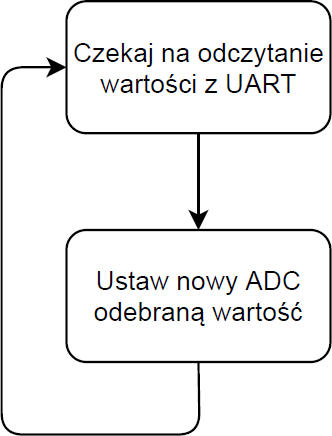 Czekaj na odczytanie
wartości z UART
Ustaw nowy ADC
odebraną wartość